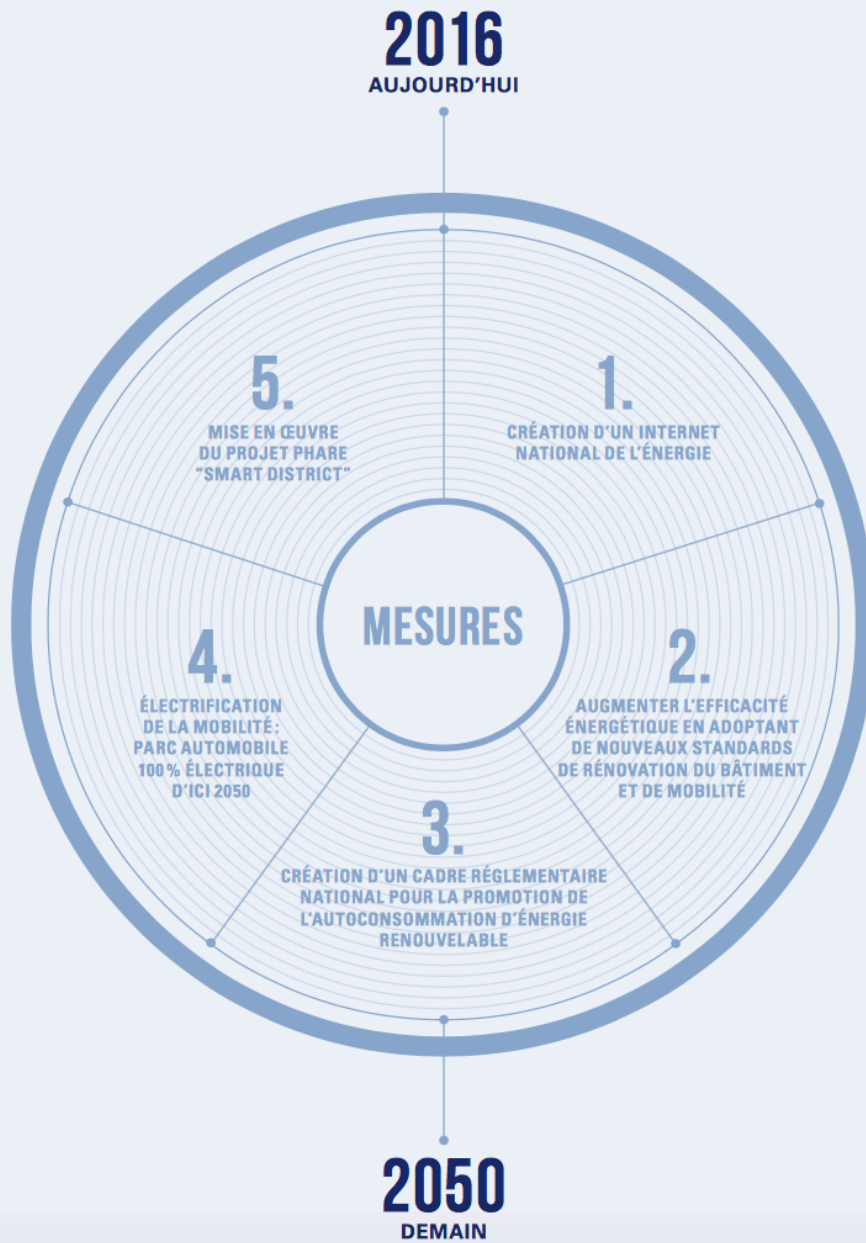 2016
AUJOURD'HUI
1.
CRÉATION D'UN INTERNET
NATIONAL DE L'ÉNERGIE
2.
AUGMENTER L'EFFICACITÉ
ÉNERGÉTIQUE EN ADOPTANT
DE NOUVEAUX STANDARDS
DE RÉNOVATION DU BÂTIMENT
ET DE MOBILITÉ
3.
CRÉATION D'UN CADRE RÉGLEMENTAIRE
NATIONAL POUR LA PROMOTION DE
L'AUTOCONSOMMATION D'ÉNERGIE
RENOUVELABLE
4.
ÉLECTRIFICATION
DE LA MOBILITÉ:
PARC AUTOMOBILE
100% ÉLECTRIQUE
D'ICI 2050
5.
MISE EN ŒUVRE
DU PROJET PHARE
"SMART DISTRICT"
MESURES
2050
DEMAIN